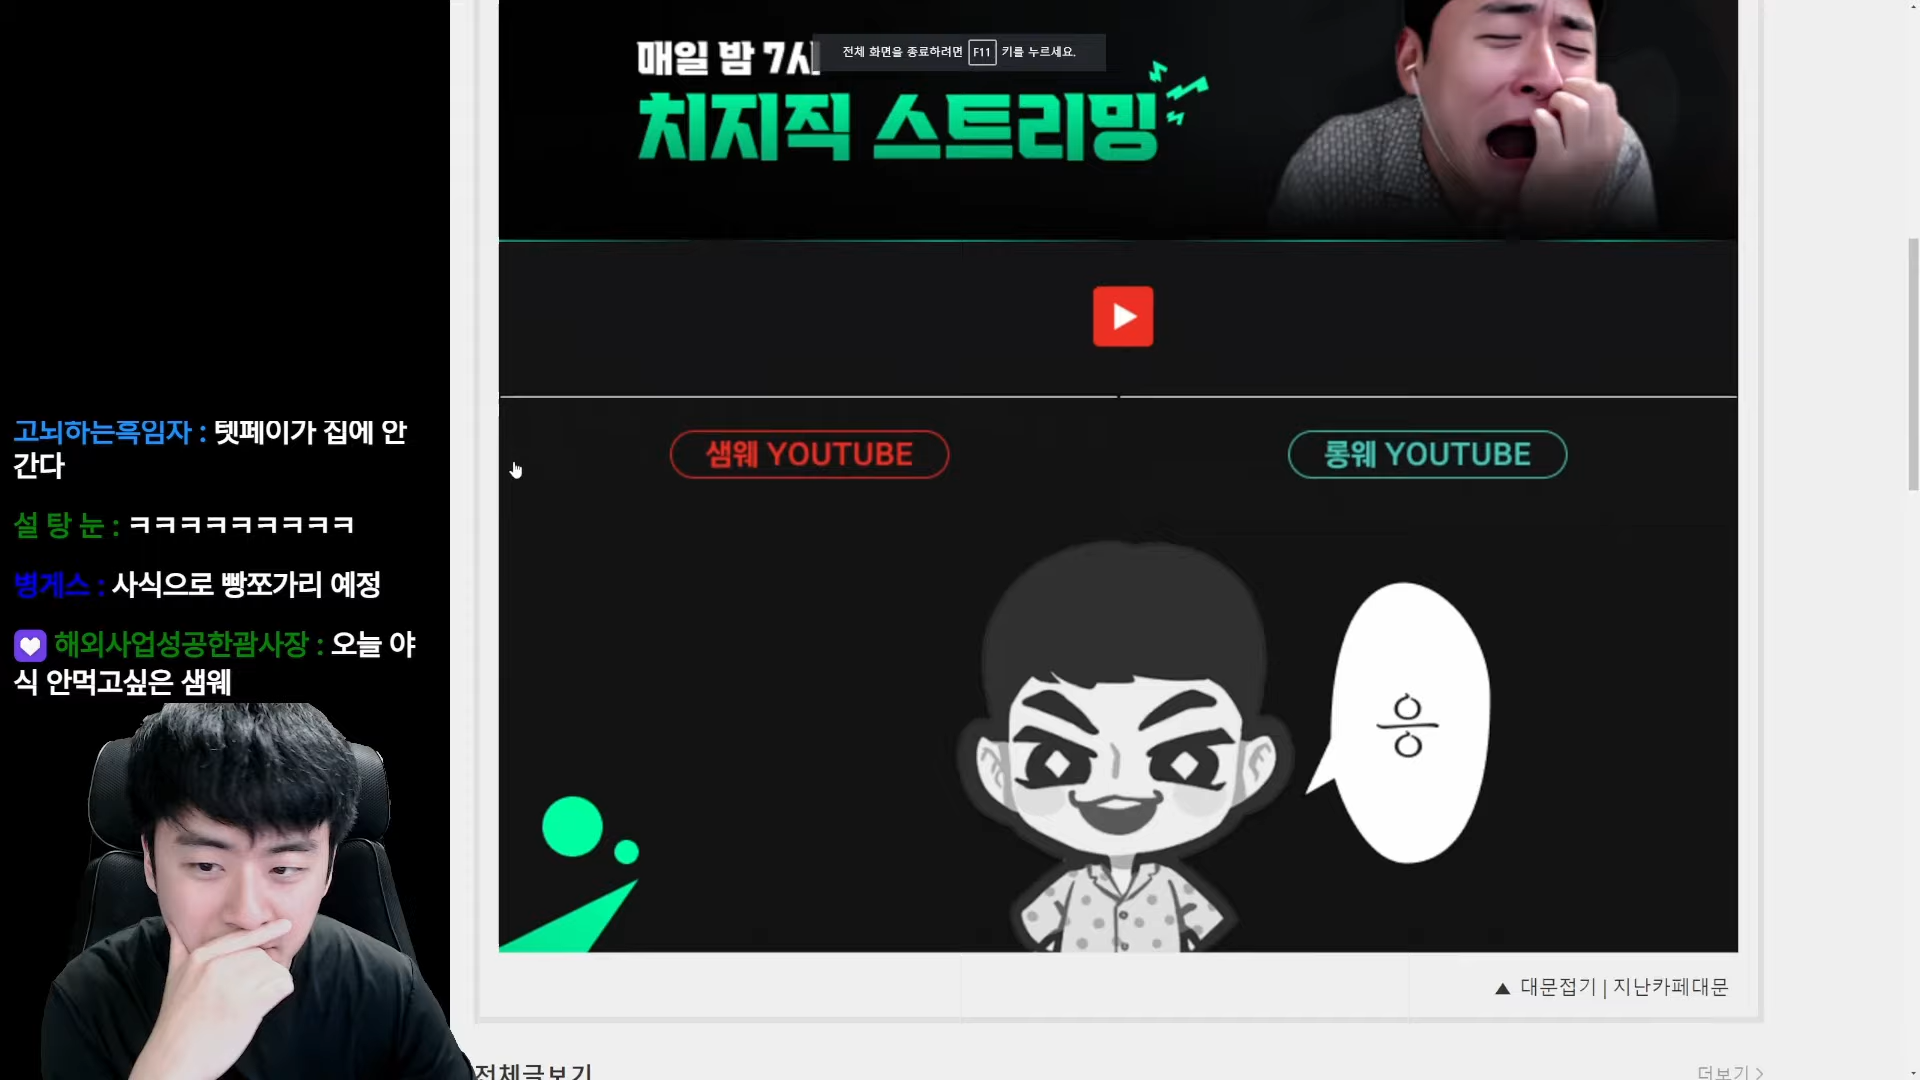 매일 밤 7시
전체 화면을 종료하려면 F11 키를 누르세요.
치지직 스트리밍
샘웨 YOUTUBE
롱웨 YOUTUBE
응
고뇌하는흑임자 : 텟페이가 집에 안
간다
설 탕 눈 : ㅋㅋㅋㅋㅋㅋㅋㅋㅋ
병게스 : 사식으로 빵쪼가리 예정
해외사업성공한괌사장 : 오늘 야
식 안먹고싶은 샘웨
▲ 대문접기 | 지난카페대문
전체글보기
더보기 >